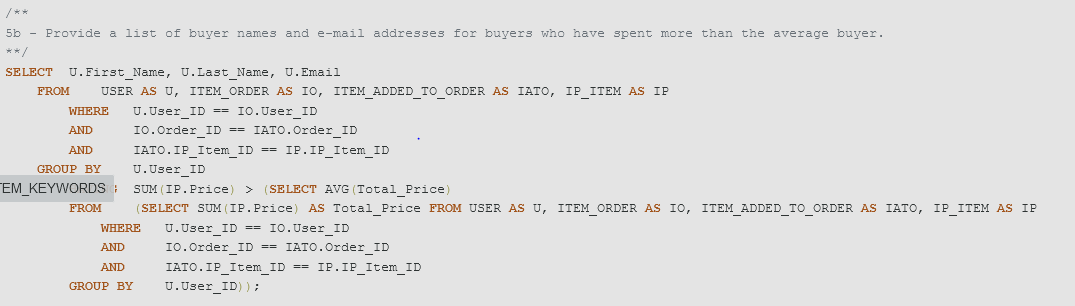 /**
5b - Provide a list of buyer names and e-mail addresses for buyers who have spent more than the average buyer.
**/
SELECT U.First_Name, U.Last_Name, U.Email
FROM USER AS U, ITEM_ORDER AS IO, ITEM_ADDED_TO_ORDER AS IATO, IP_ITEM AS IP
WHERE U.User_ID == IO.User_ID
AND IO.Order_ID == IATO.Order_ID
AND IATO.IP_Item_ID == IP.IP_Item_ID
GROUP BY U.User_ID
TEM_KEYWORDS SUM(IP.Price) > (SELECT AVG(Total_Price)
FROM (SELECT SUM(IP.Price) AS Total_Price FROM USER AS U, ITEM_ORDER AS IO, ITEM_ADDED_TO_ORDER AS IATO, IP_ITEM AS IP
WHERE U.User_ID == IO.User_ID
AND IO.Order_ID == IATO.Order_ID
AND IATO.IP_Item_ID == IP.IP_Item_ID
GROUP BY U.User_ID));